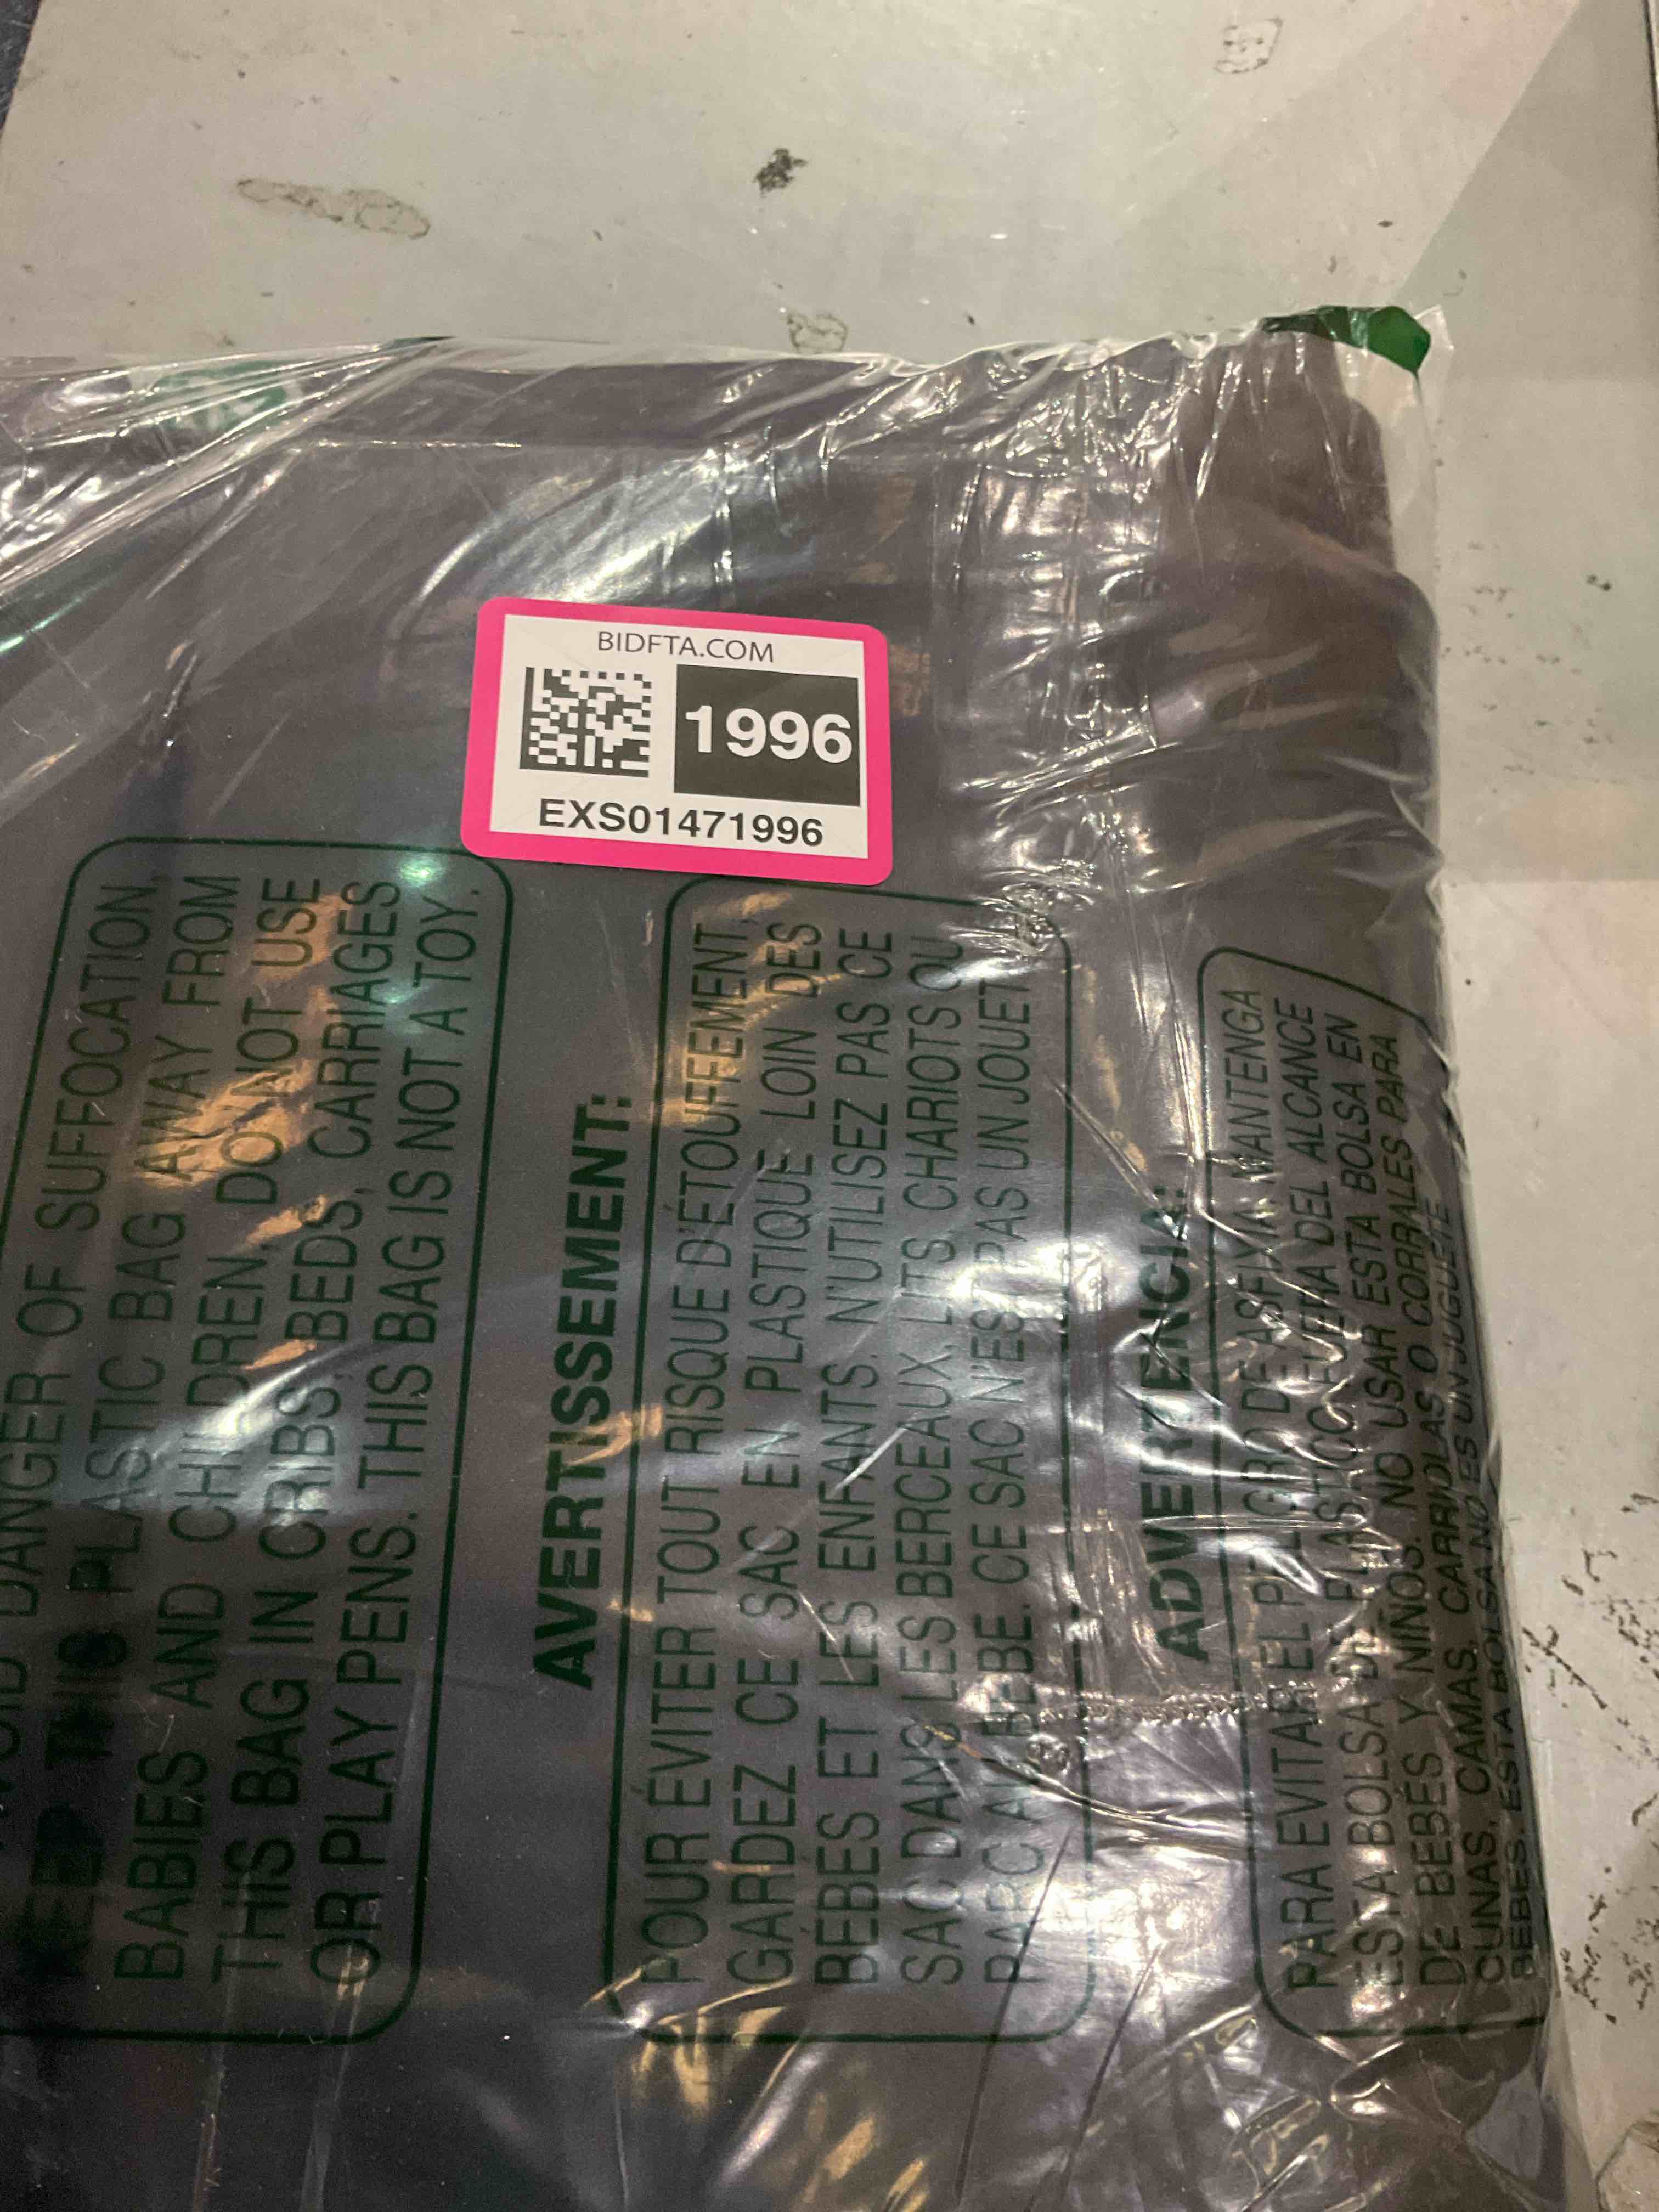 BIDFTA.COM
1996
EXS01471996
DANGER OF SUFFOCATION,
KEEP THIS PLASTIC BAG AWAY FROM
BABIES AND CHILDREN. DO NOT USE
THIS BAG IN CRIBS, BEDS, CARRIAGES
OR PLAY PENS. THIS BAG IS NOT A TOY.
AVERTISSEMENT:
POUR ÉVITER TOUT RISQUE D'ÉTOUFFEMENT,
GARDEZ CE SAC EN PLASTIQUE LOIN DES
BÉBÉS ET LES ENFANTS. N'UTILISEZ PAS CE
SAC DANS LES BERCEAUX, LITS, CHARIOTS OU
PARC À BEBE. CE SAC N'EST PAS UN JOUET
ADVERTENCIA:
PARA EVITAR EL PELIGRO DE ASFIXIA MANTENGA
ESTA BOLSA DE PLASTICO FUERA DEL ALCANCE
DE BEBÉS Y NIÑOS. NO USAR ESTA BOLSA EN
CUNAS, CAMAS, CARRIOLAS O CORRALES PARA
BEBES. ESTA BOLSA NO ES UN JUGUETE